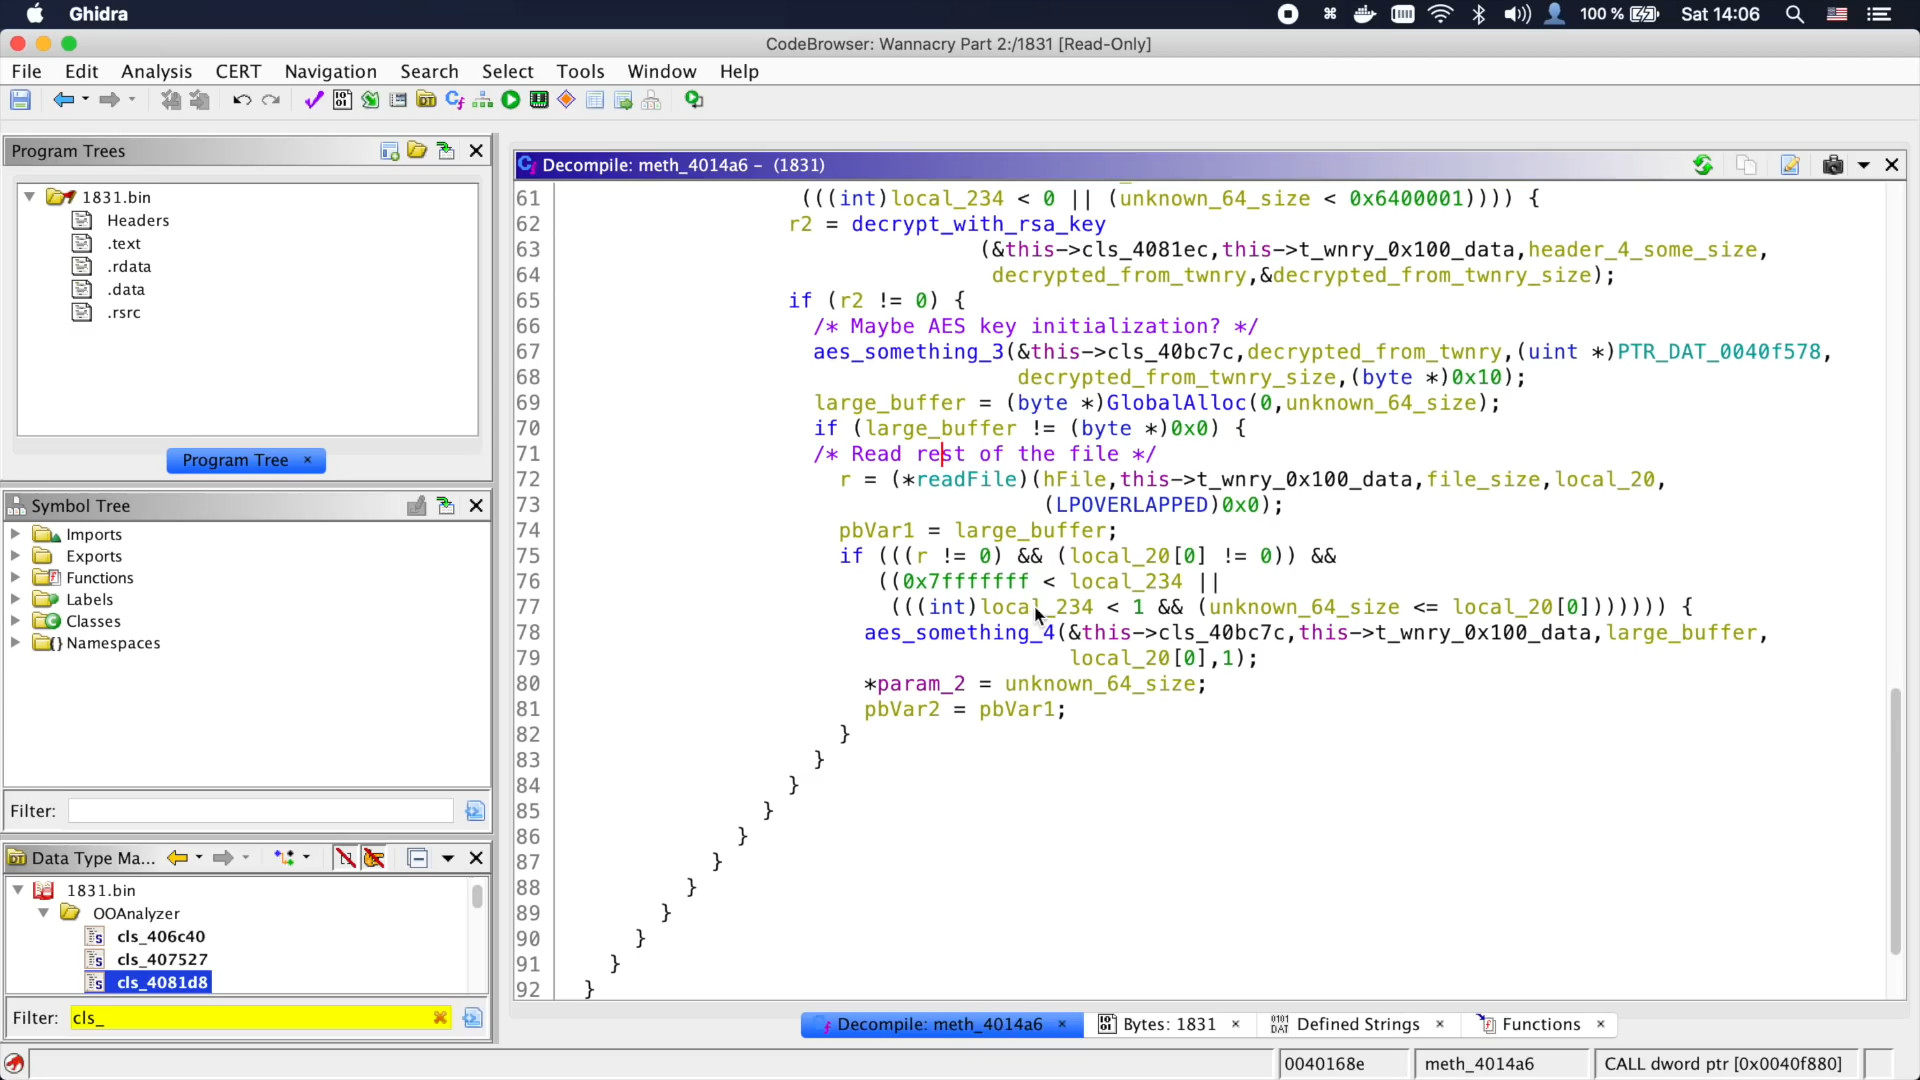 Ghidra
100 %
Sat 14:06
CodeBrowser: Wannacry Part 2:/1831 [Read-Only]
File Edit Analysis CERT Navigation Search Select Tools Window Help
Program Trees
1831.bin
Headers
.text
.rdata
.data
.rsrc
Program Tree ×
Symbol Tree
Imports
Exports
Functions
Labels
Classes
Namespaces
Filter:
Data Type Ma...
1831.bin
OOAnalyzer
cls_406c40
cls_407527
cls_4081d8
Filter: cls_
Decompile: meth_4014a6 – (1831)
61 (((int)local_234 < 0 || (unknown_64_size < 0x6400001)))) {
62 r2 = decrypt_with_rsa_key
63 (&this->cls_4081ec,this->t_wnry_0x100_data,header_4_some_size,
64 decrypted_from_twnry,&decrypted_from_twnry_size);
65 if (r2 != 0) {
66 /* Maybe AES key initialization? */
67 aes_something_3(&this->cls_40bc7c,decrypted_from_twnry,(uint *)PTR_DAT_0040f578,
68 decrypted_from_twnry_size,(byte *)0x10);
69 large_buffer = (byte *)GlobalAlloc(0,unknown_64_size);
70 if (large_buffer != (byte *)0x0) {
71 /* Read rest of the file */
72 r = (*readFile)(hFile,this->t_wnry_0x100_data,file_size,local_20,
73 (LPOVERLAPPED)0x0);
74 pbVar1 = large_buffer;
75 if (((r != 0) && (local_20[0] != 0)) &&
76 ((0x7fffffff < local_234 ||
77 (((int)local_234 < 1 && (unknown_64_size <= local_20[0])))))) {
78 aes_something_4(&this->cls_40bc7c,this->t_wnry_0x100_data,large_buffer,
79 local_20[0],1);
80 *param_2 = unknown_64_size;
81 pbVar2 = pbVar1;
82 }
83 }
84 }
85 }
86 }
87 }
88 }
89 }
90 }
91 }
92 }
Decompile: meth_4014a6 × Bytes: 1831 × Defined Strings × Functions ×
0040168e meth_4014a6 CALL dword ptr [0x0040f880]